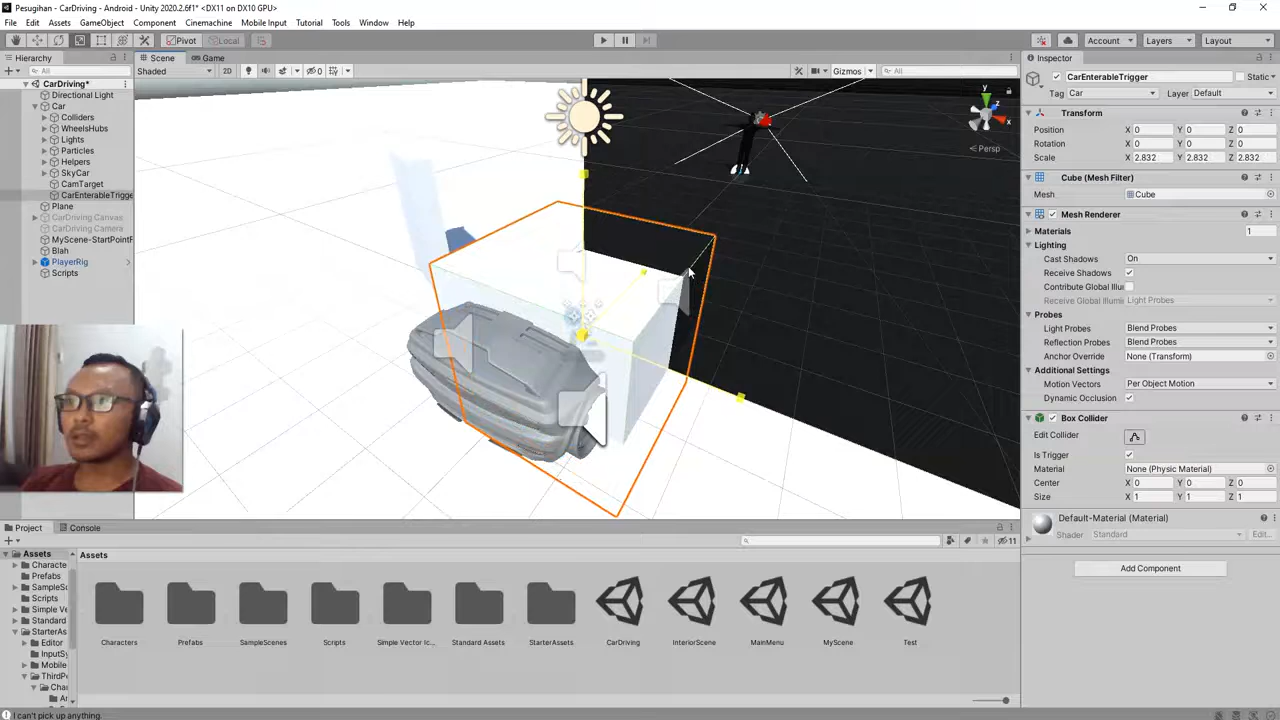 Pesugihan - CarDriving - Android - Unity 2020.2.6f1* <DX11 on DX10 GPU>
File Edit Assets GameObject Component Cinemachine Mobile Input Tutorial Tools Window Help
Pivot Local Account Layers Layout
Hierarchy Scene Game Inspector
All Shaded 2D 0 Gizmos All
CarEnterableTrigger Static
Tag Car Layer Default
CarDriving*
Directional Light
Car
Colliders
WheelsHubs
Lights
Particles
Helpers
SkyCar
CamTarget
CarEnterableTrigge
Plane
CarDriving Canvas
CarDriving Camera
MyScene-StartPointF
Blah
PlayerRig
Scripts
y
z
x
Persp
Transform
Position X 0 Y 0 Z 0
Rotation X 0 Y 0 Z 0
Scale X 2.832 Y 2.832 Z 2.832
Cube (Mesh Filter)
Mesh Cube
Mesh Renderer
Materials 1
Lighting
Cast Shadows On
Receive Shadows
Contribute Global Illu
Receive Global Illumi Light Probes
Probes
Light Probes Blend Probes
Reflection Probes Blend Probes
Anchor Override None (Transform)
Additional Settings
Motion Vectors Per Object Motion
Dynamic Occlusion
Box Collider
Edit Collider
Is Trigger
Material None (Physic Material)
Center X 0 Y 0 Z 0
Size X 1 Y 1 Z 1
Default-Material (Material)
Shader Standard Edit...
Add Component
Project Console
11
Assets
Characte
Prefabs
SampleS
Scripts
Simple Ve
Standard
StarterAs
Editor
InputSy
Mobile
ThirdPe
Cha
Assets
Characters Prefabs SampleScenes Scripts Simple Vector Ic... Standard Assets StarterAssets CarDriving InteriorScene MainMenu MyScene Test
I can't pick up anything.